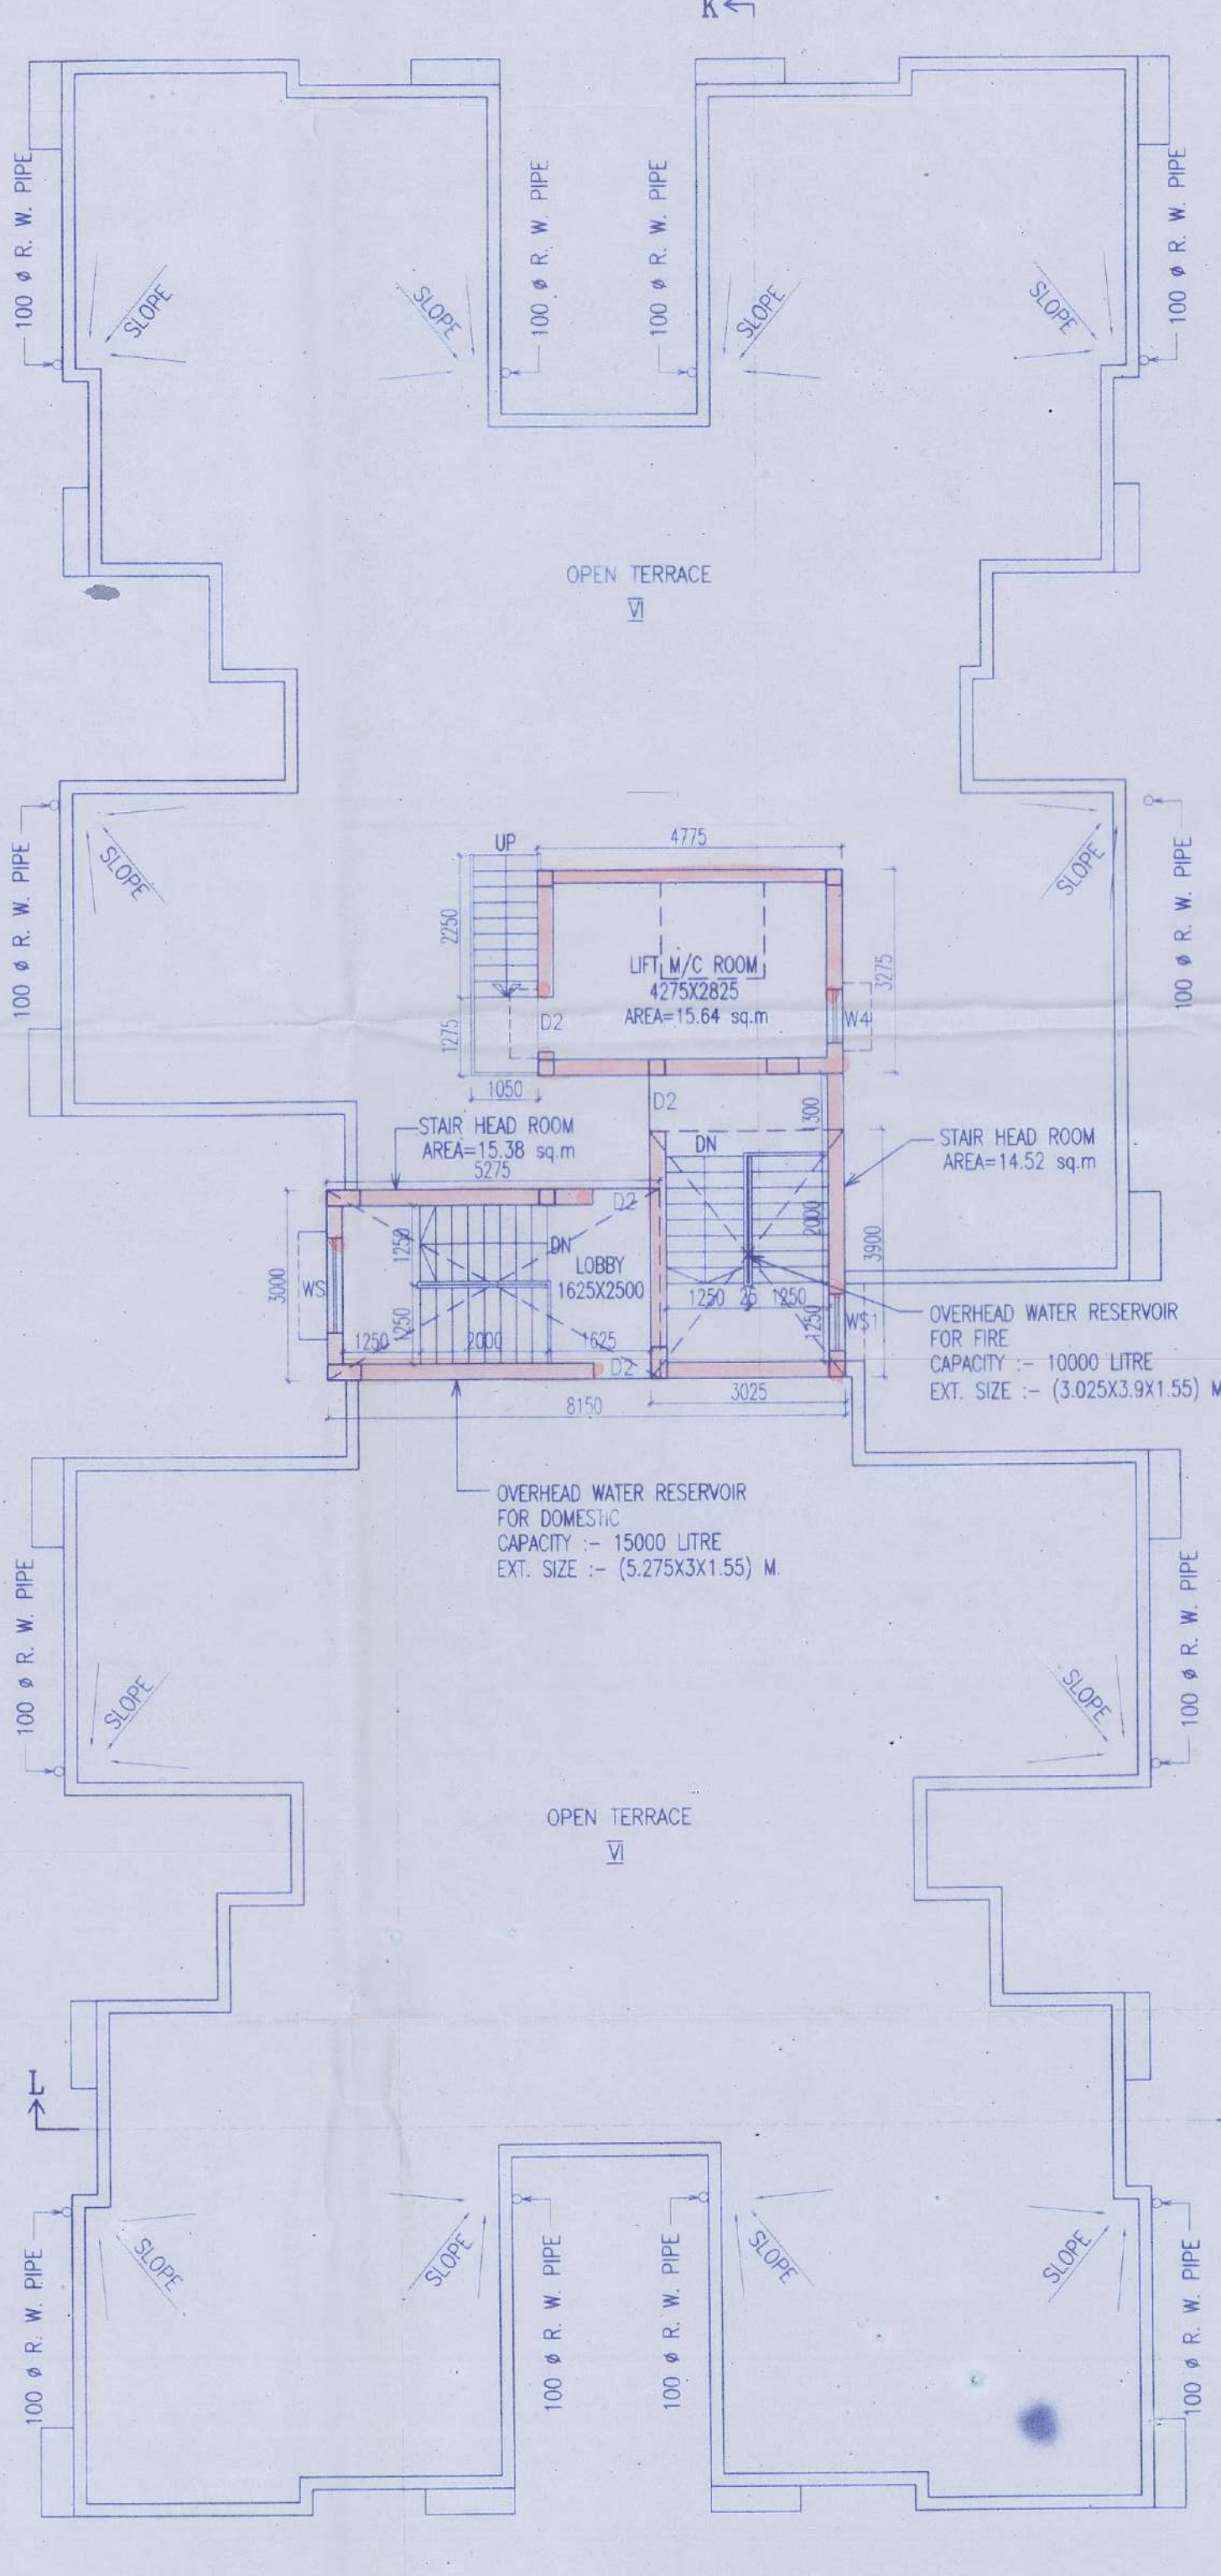 K
100 ø R. W. PIPE
100 ø R. W. PIPE
100 ø R. W. PIPE
100 ø R. W. PIPE
SLOPE
SLOPE
SLOPE
SLOPE
OPEN TERRACE
VI
100 ø R. W. PIPE
SLOPE
SLOPE
100 ø R. W. PIPE
UP
4775
2250
1275
1050
LIFT M/C ROOM
4275X2825
AREA=15.64 sq.m
D2
W4
3275
D2
1300
DN
STAIR HEAD ROOM
AREA=15.38 sq.m
5275
STAIR HEAD ROOM
AREA=14.52 sq.m
D2
3000
WS
1250
1250
DN
LOBBY
1625X2500
1250
2000
1625
D2
2000
3900
1250
25
1250
1250
WS1
3025
8150
OVERHEAD WATER RESERVOIR
FOR FIRE
CAPACITY :- 10000 LITRE
EXT. SIZE :- (3.025X3.9X1.55) M
OVERHEAD WATER RESERVOIR
FOR DOMESTIC
CAPACITY :- 15000 LITRE
EXT. SIZE :- (5.275X3X1.55) M.
100 ø R. W. PIPE
SLOPE
SLOPE
100 ø R. W. PIPE
OPEN TERRACE
VI
L
100 ø R. W. PIPE
SLOPE
SLOPE
100 ø R. W. PIPE
100 ø R. W. PIPE
SLOPE
SLOPE
100 ø R. W. PIPE